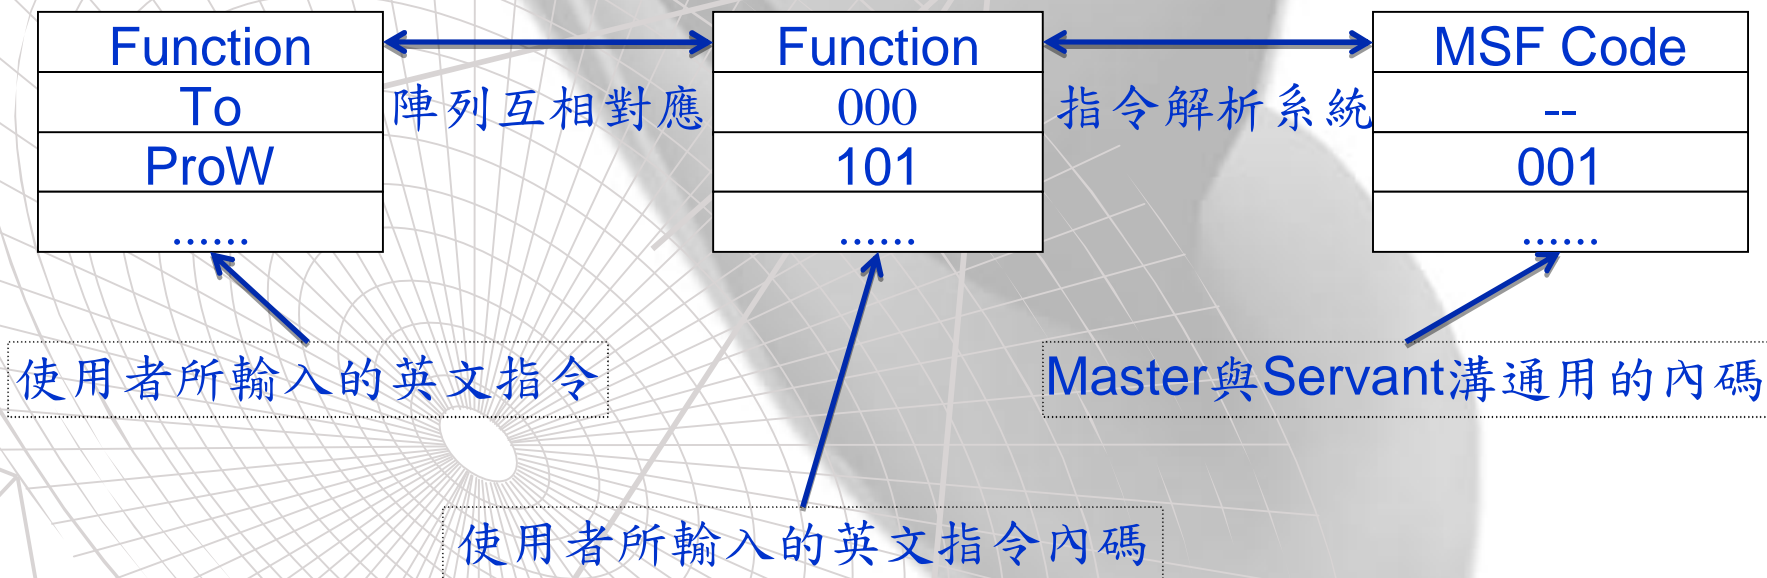 Function
To
ProW
......
陣列互相對應
Function
000
101
......
指令解析系統
MSF Code
--
001
......
使用者所輸入的英文指令
Master與Servant溝通用的內碼
使用者所輸入的英文指令內碼